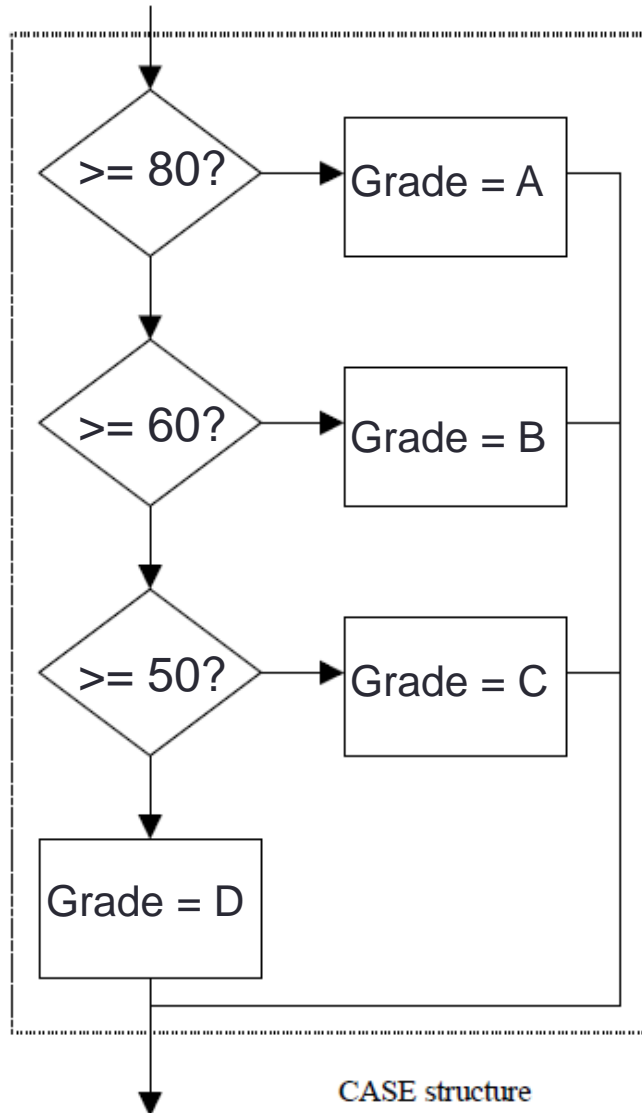 >= 80?
Grade = A
>= 60?
Grade = B
>= 50?
Grade = C
Grade = D
CASE structure